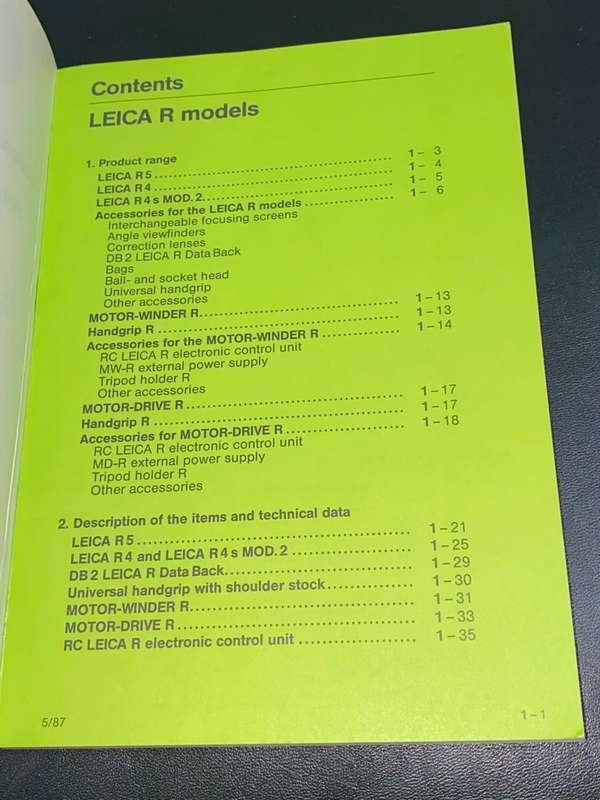 Contents
LEICA R models
1. Product range
LEICA R5 ........ 1 – 3
LEICA R4 ........ 1 – 4
LEICA R4s MOD. 2 ........ 1 – 5
Accessories for the LEICA R models ........ 1 – 6
Interchangeable focusing screens
Angle viewfinders
Correction lenses
DB 2 LEICA R Data Back
Bags
Ball- and socket head
Universal handgrip
Other accessories
MOTOR-WINDER R ........ 1 – 13
Handgrip R ........ 1 – 13
Accessories for the MOTOR-WINDER R ........ 1 – 14
RC LEICA R electronic control unit
MW-R external power supply
Tripod holder R
Other accessories
MOTOR-DRIVE R ........ 1 – 17
Handgrip R ........ 1 – 17
Accessories for MOTOR-DRIVE R ........ 1 – 18
RC LEICA R electronic control unit
MD-R external power supply
Tripod holder R
Other accessories
2. Description of the items and technical data
LEICA R5 ........ 1 – 21
LEICA R4 and LEICA R4s MOD. 2 ........ 1 – 25
DB 2 LEICA R Data Back ........ 1 – 29
Universal handgrip with shoulder stock ........ 1 – 30
MOTOR-WINDER R ........ 1 – 31
MOTOR-DRIVE R ........ 1 – 33
RC LEICA R electronic control unit ........ 1 – 35
5/87
1 – 1